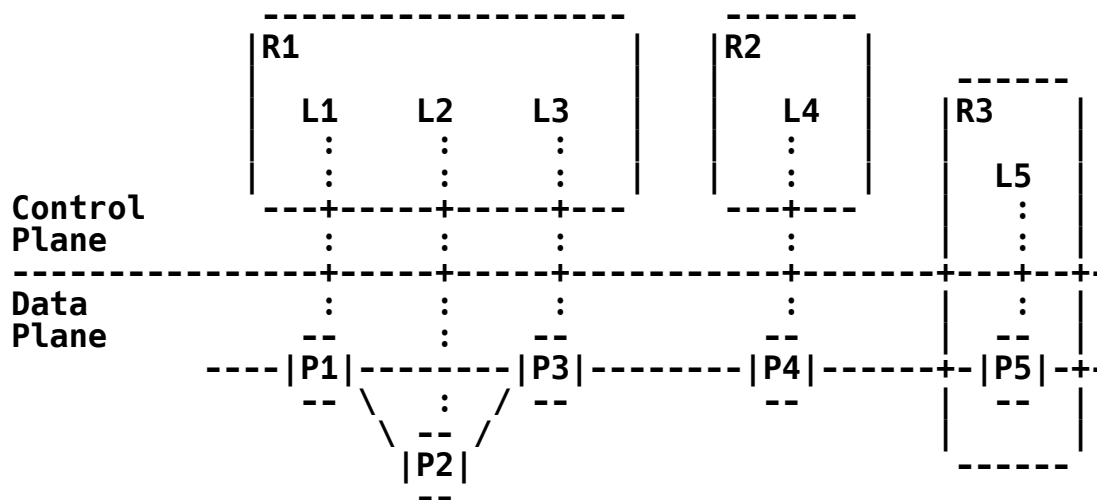 R1 R2
L1 L2 L3 L4 R3
L5
Control
Plane
Data
Plane
P1 P3 P4 P5
P2